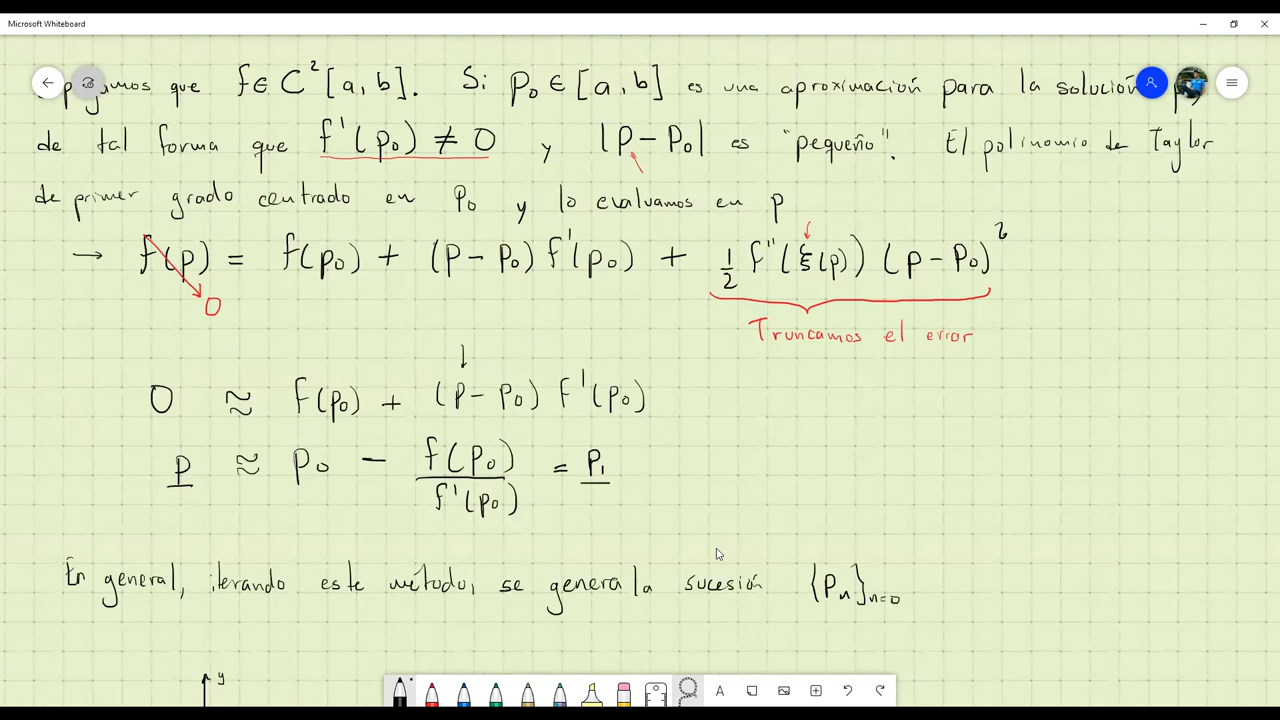 Microsoft Whiteboard
que f ∈ C² [a, b]. Si p₀ ∈ [a, b] es una aproximación para la solución
de tal forma que f'(p₀) ≠ 0 y |p - p₀| es "pequeño". El polinomio de Taylor
de primer grado centrado en p₀ y lo evaluamos en p
→ f(p) = f(p₀) + (p - p₀) f'(p₀) + 1/2 f''(ξ(p)) (p - p₀)²
0
Truncamos el error
0 ≈ f(p₀) + (p - p₀) f'(p₀)
p ≈ p₀ - f(p₀)/f'(p₀) = p₁
En general, iterando este método, se genera la sucesión {pₙ}ₙ₌₀
y
A